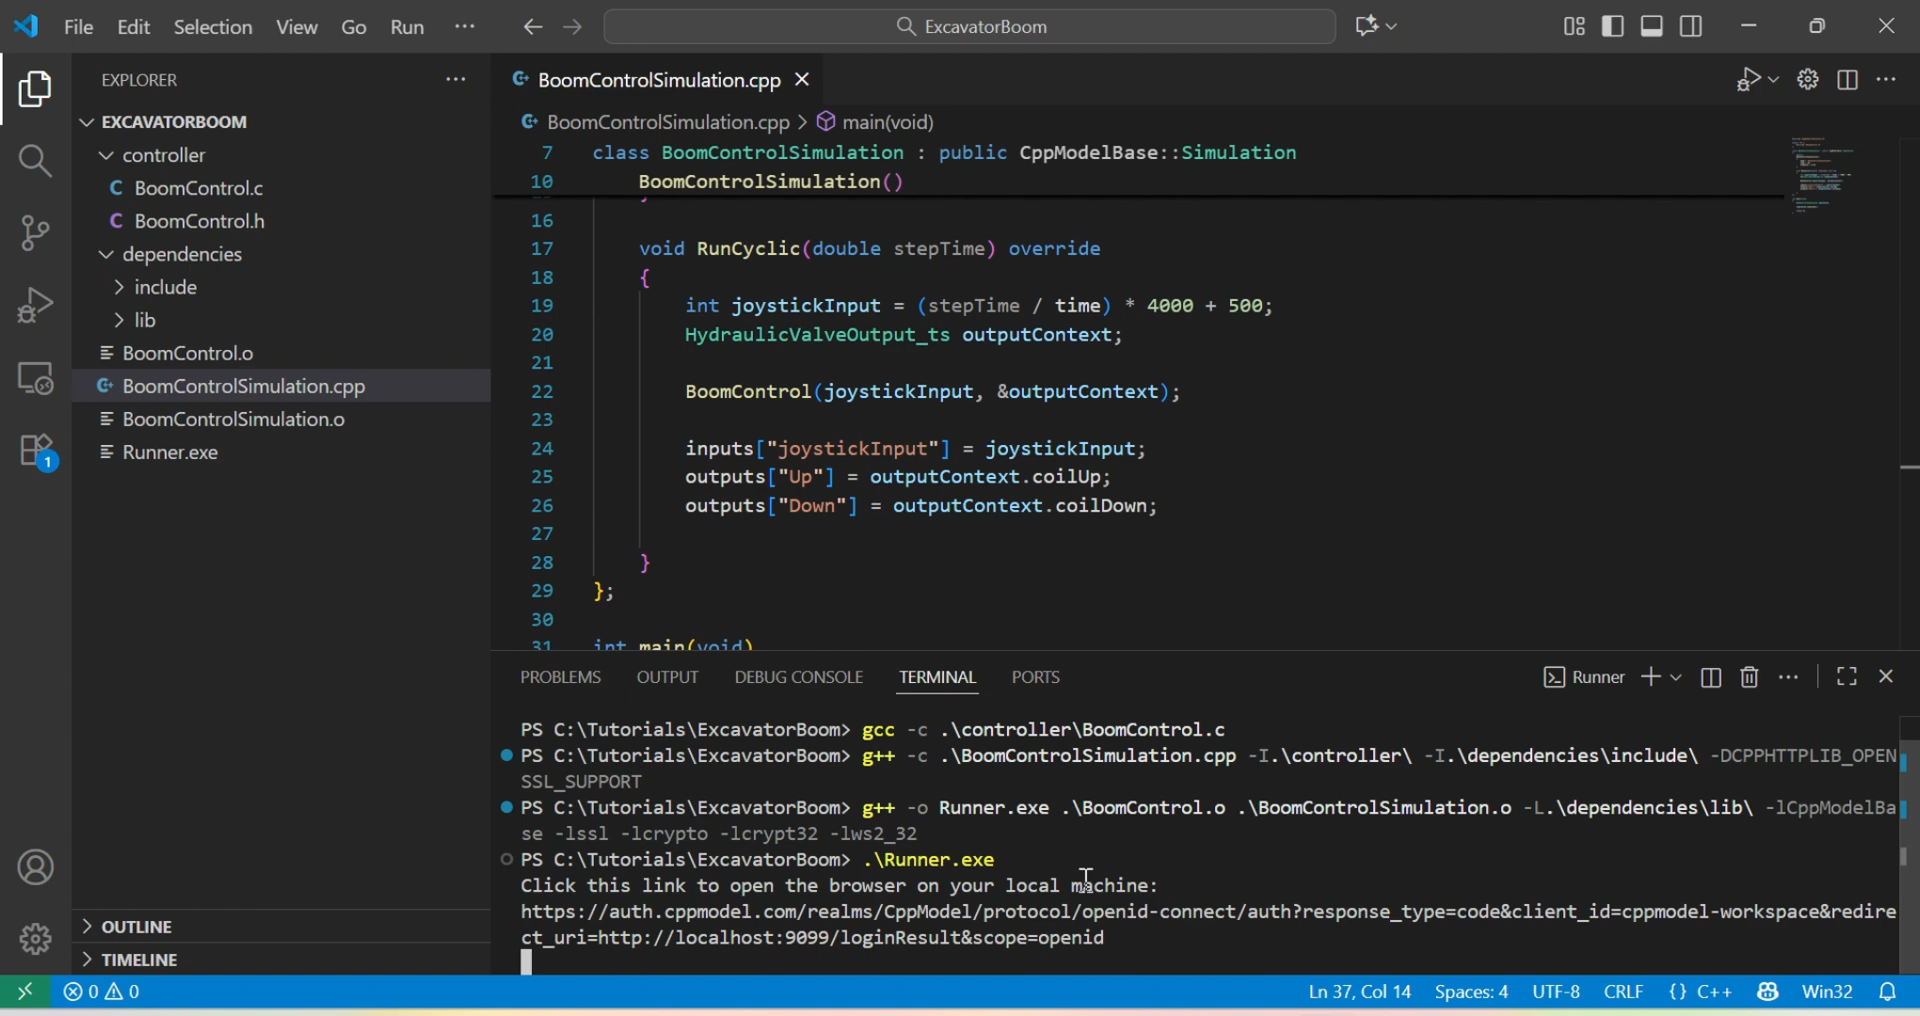 File Edit Selection View Go Run ··· ExcavatorBoom
EXPLORER
EXCAVATORBOOM
controller
C BoomControl.c
C BoomControl.h
dependencies
include
lib
BoomControl.o
BoomControlSimulation.cpp
BoomControlSimulation.o
Runner.exe
1
OUTLINE
TIMELINE
BoomControlSimulation.cpp
BoomControlSimulation.cpp > main(void)
7 class BoomControlSimulation : public CppModelBase::Simulation
10 BoomControlSimulation()
16
17 void RunCyclic(double stepTime) override
18 {
19 int joystickInput = (stepTime / time) * 4000 + 500;
20 HydraulicValveOutput_ts outputContext;
21
22 BoomControl(joystickInput, &outputContext);
23
24 inputs["joystickInput"] = joystickInput;
25 outputs["Up"] = outputContext.coilUp;
26 outputs["Down"] = outputContext.coilDown;
27
28 }
29 };
30
31 int main(void)
PROBLEMS OUTPUT DEBUG CONSOLE TERMINAL PORTS Runner
PS C:\Tutorials\ExcavatorBoom> gcc -c .\controller\BoomControl.c
PS C:\Tutorials\ExcavatorBoom> g++ -c .\BoomControlSimulation.cpp -I.\controller\ -I.\dependencies\include\ -DCPPHTTPLIB_OPEN
SSL_SUPPORT
PS C:\Tutorials\ExcavatorBoom> g++ -o Runner.exe .\BoomControl.o .\BoomControlSimulation.o -L.\dependencies\lib\ -lCppModelBa
se -lssl -lcrypto -lcrypt32 -lws2_32
PS C:\Tutorials\ExcavatorBoom> .\Runner.exe
Click this link to open the browser on your local machine:
https://auth.cppmodel.com/realms/CppModel/protocol/openid-connect/auth?response_type=code&client_id=cppmodel-workspace&redire
ct_uri=http://localhost:9099/loginResult&scope=openid
0 0 Ln 37, Col 14 Spaces: 4 UTF-8 CRLF {} C++ Win32